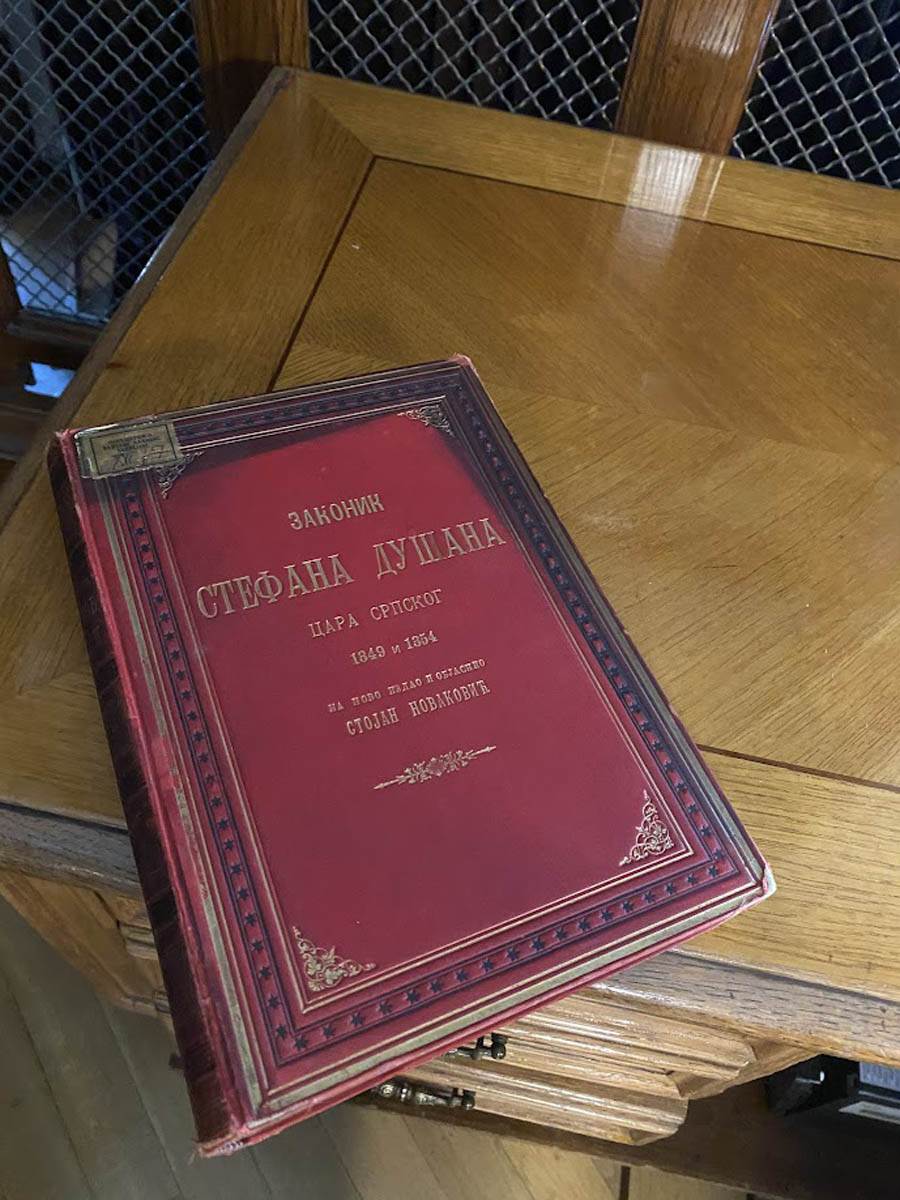 ЗАКОНИК
СТЕФАНА ДУШАНА
ЦАРА СРПСКОГ
1349 и 1354
НА НОВО ИЗДАО И ОБЈАСНИО
СТОЈАН НОВАКОВИЋ